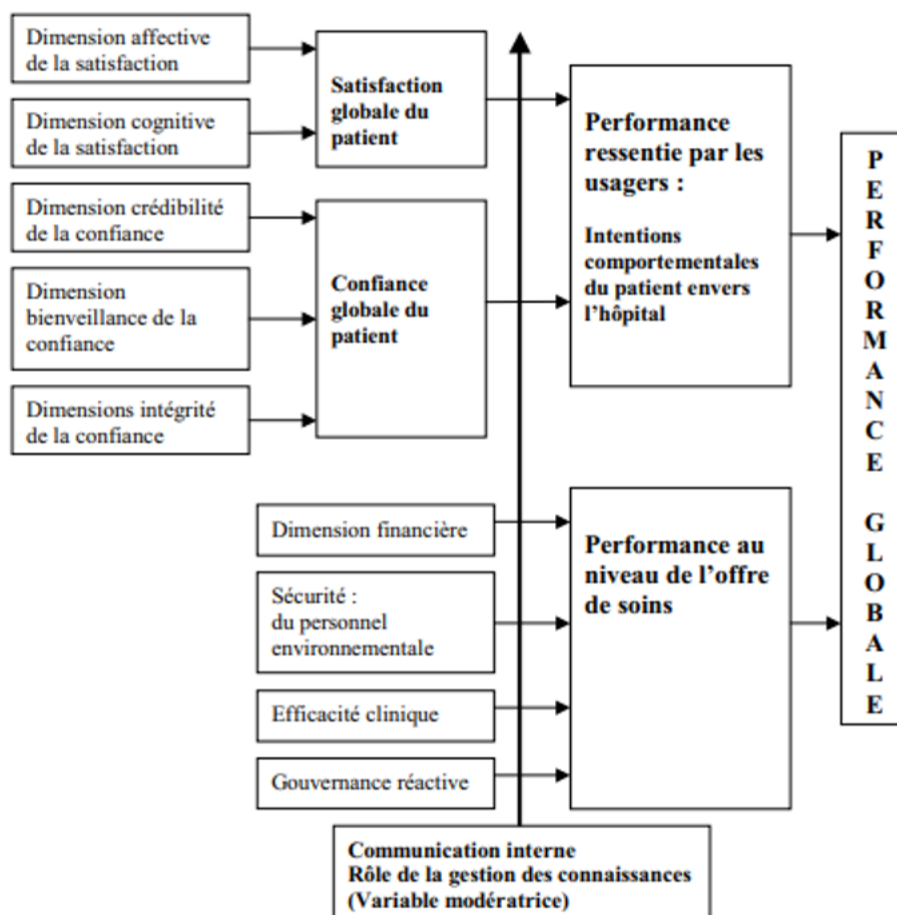 Dimension affective
de la satisfaction
Dimension cognitive
de la satisfaction
Dimension crédibilité
de la confiance
Dimension
bienveillance de la
confiance
Dimensions intégrité
de la confiance
Satisfaction
globale du
patient
Confiance
globale du
patient
Performance
ressentie par les
usagers :
Intentions
comportementales
du patient envers
l’hôpital
Dimension financière
Sécurité :
du personnel
environnementale
Efficacité clinique
Gouvernance réactive
Performance au
niveau de l’offre
de soins
PERFORMANCE GLOBALE
Communication interne
Rôle de la gestion des connaissances
(Variable modératrice)